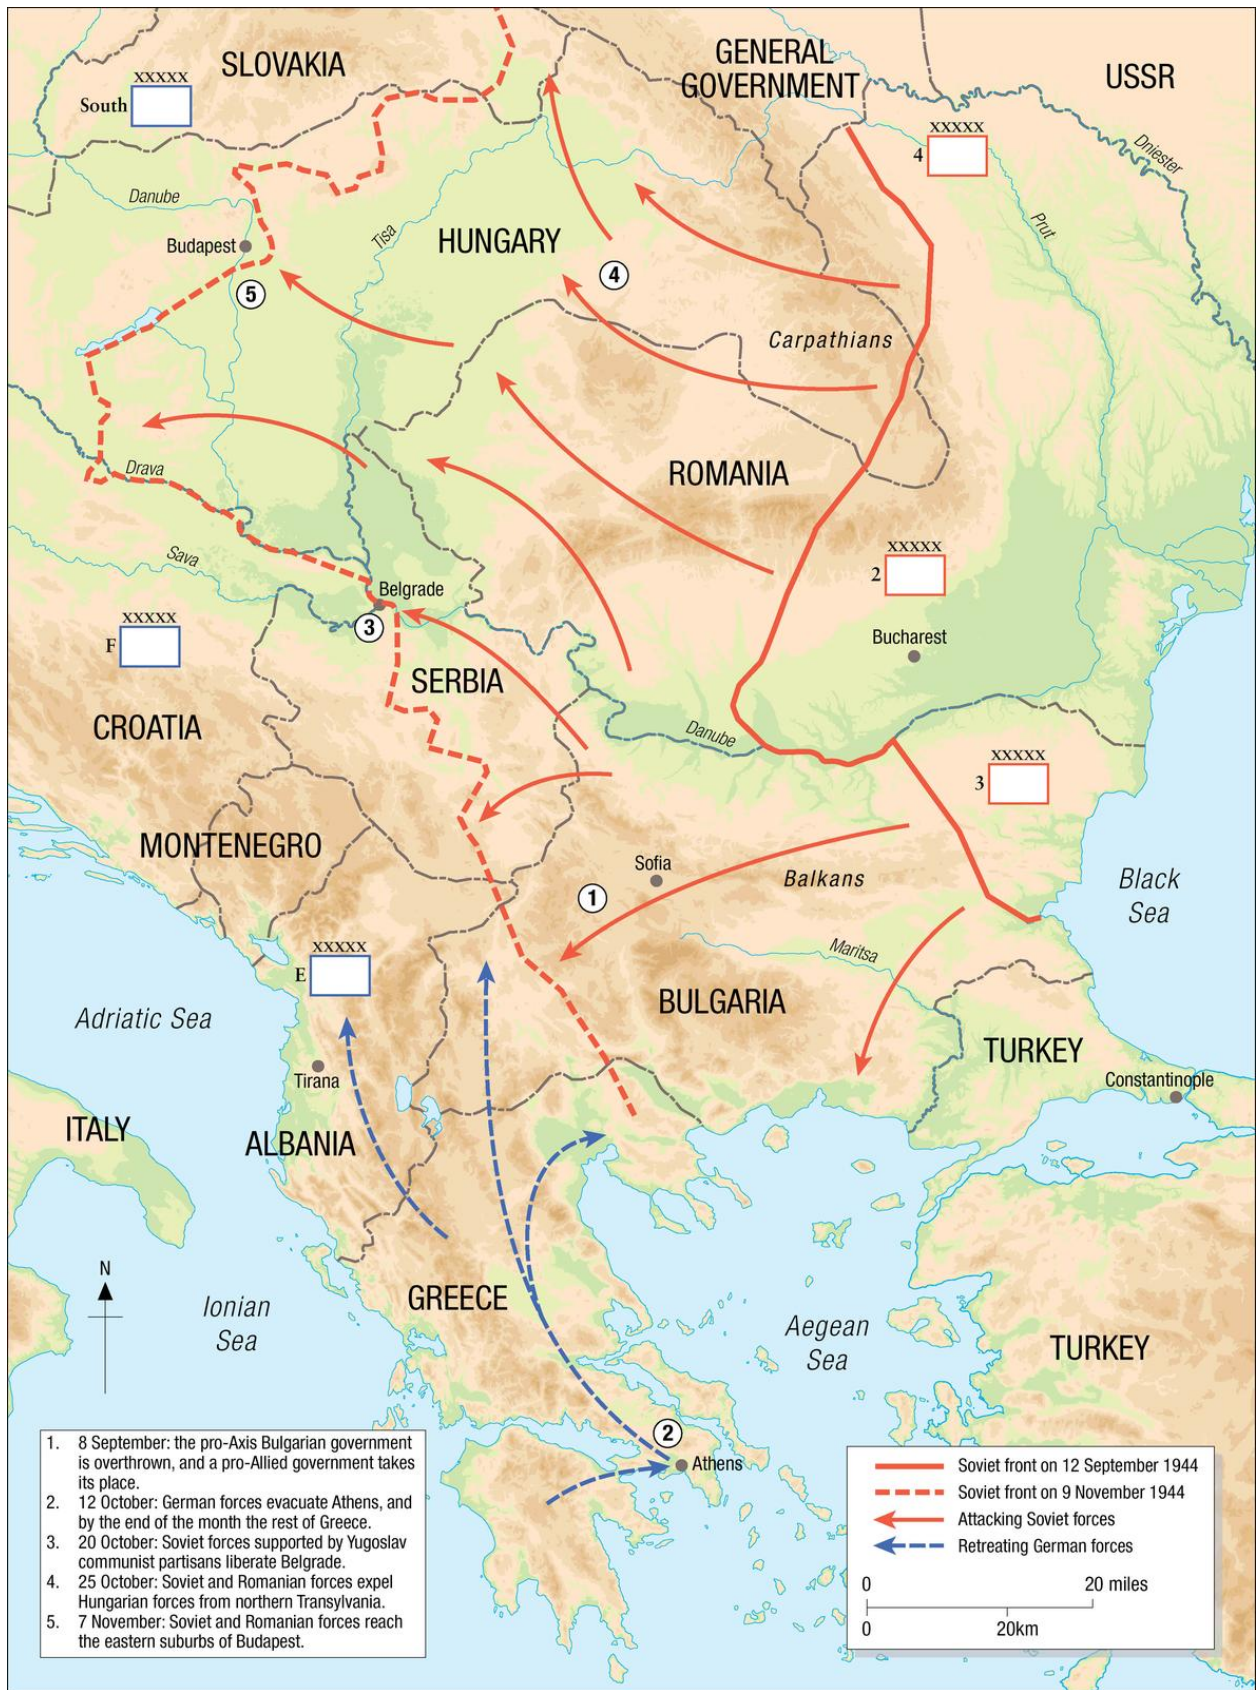 SLOVAKIA
GENERAL
GOVERNMENT
USSR
XXXXX
South
XXXXX
4
Dniester
Danube
Prut
Tisa
Budapest
HUNGARY
4
5
Carpathians
Drava
ROMANIA
XXXXX
2
Sava
Belgrade
3
XXXXX
F
Bucharest
SERBIA
CROATIA
Danube
XXXXX
3
MONTENEGRO
Sofia
Balkans
1
Black
Sea
Maritsa
XXXXX
E
BULGARIA
Adriatic Sea
TURKEY
Tirana
Constantinople
ITALY
ALBANIA
N
GREECE
Ionian
Sea
Aegean
Sea
TURKEY
2
Athens
1. 8 September: the pro-Axis Bulgarian government
is overthrown, and a pro-Allied government takes
its place.
2. 12 October: German forces evacuate Athens, and
by the end of the month the rest of Greece.
3. 20 October: Soviet forces supported by Yugoslav
communist partisans liberate Belgrade.
4. 25 October: Soviet and Romanian forces expel
Hungarian forces from northern Transylvania.
5. 7 November: Soviet and Romanian forces reach
the eastern suburbs of Budapest.
Soviet front on 12 September 1944
Soviet front on 9 November 1944
Attacking Soviet forces
Retreating German forces
0 20 miles
0 20km